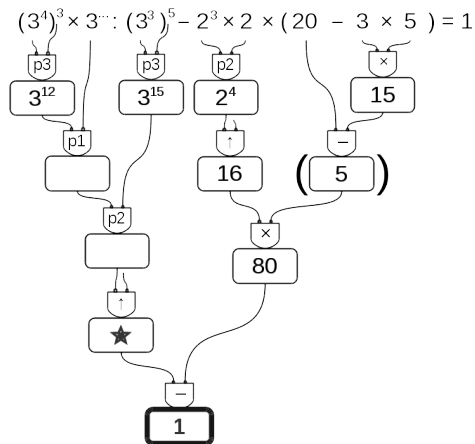 (3⁴)³ × 3^··· : (3³)⁵ − 2³ × 2 × (20 − 3 × 5) = 1
p3 p3 p2 ×
3¹² 3¹⁵ 2⁴ 15
p1 ↑ −
16 (5)
p2 ×
80
↑
★
−
1